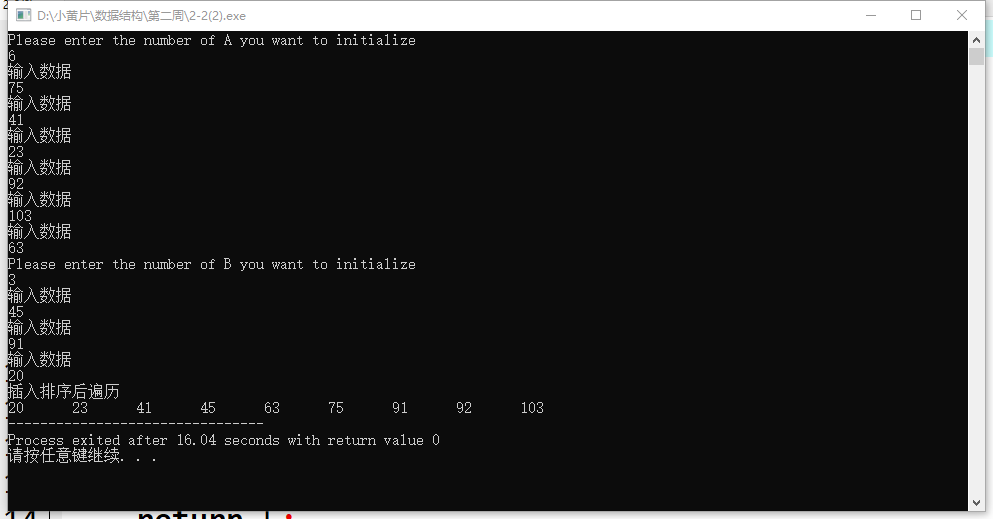 D:\小黄片\数据结构\第二周\2-2(2).exe
Please enter the number of A you want to initialize
6
输入数据
75
输入数据
41
输入数据
23
输入数据
92
输入数据
103
输入数据
63
Please enter the number of B you want to initialize
3
输入数据
45
输入数据
91
输入数据
20
插入排序后遍历
20 23 41 45 63 75 91 92 103
--------------------------------
Process exited after 16.04 seconds with return value 0
请按任意键继续. . .